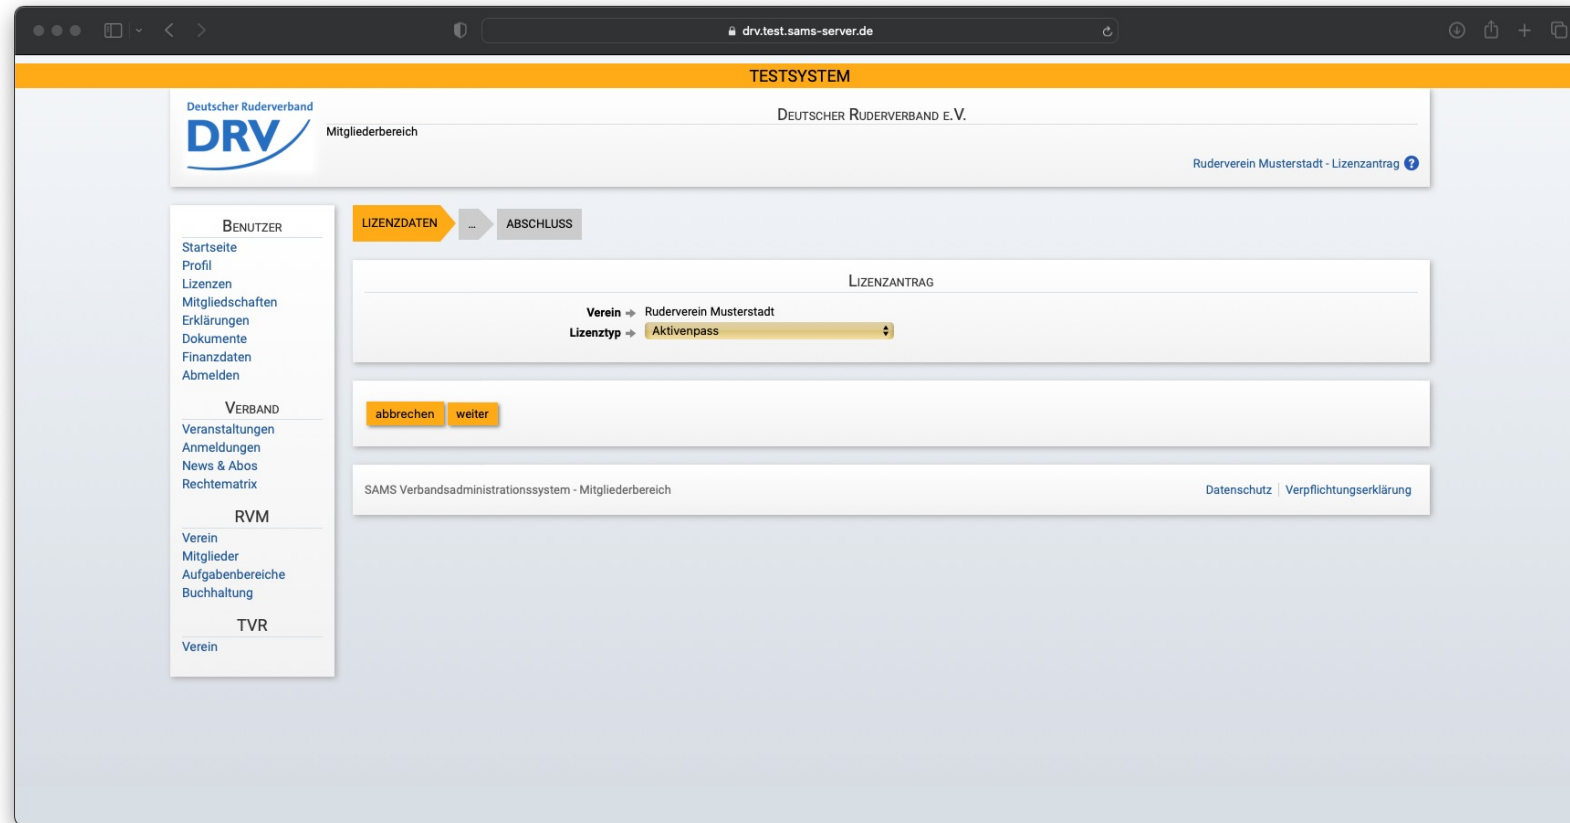 drv.test.sams-server.de
TESTSYSTEM
Deutscher Ruderverband
DRV
DEUTSCHER RUDERVERBAND E.V.
Mitgliederbereich
Ruderverein Musterstadt - Lizenzantrag ?
BENUTZER
Startseite
Profil
Lizenzen
Mitgliedschaften
Erklärungen
Dokumente
Finanzdaten
Abmelden
VERBAND
Veranstaltungen
Anmeldungen
News & Abos
Rechtematrix
RVM
Verein
Mitglieder
Aufgabenbereiche
Buchhaltung
TVR
Verein
LIZENZDATEN ... ABSCHLUSS
LIZENZANTRAG
Verein Ruderverein Musterstadt
Lizenztyp Aktivenpass
abbrechen weiter
SAMS Verbandsadministrationssystem - Mitgliederbereich
Datenschutz | Verpflichtungserklärung